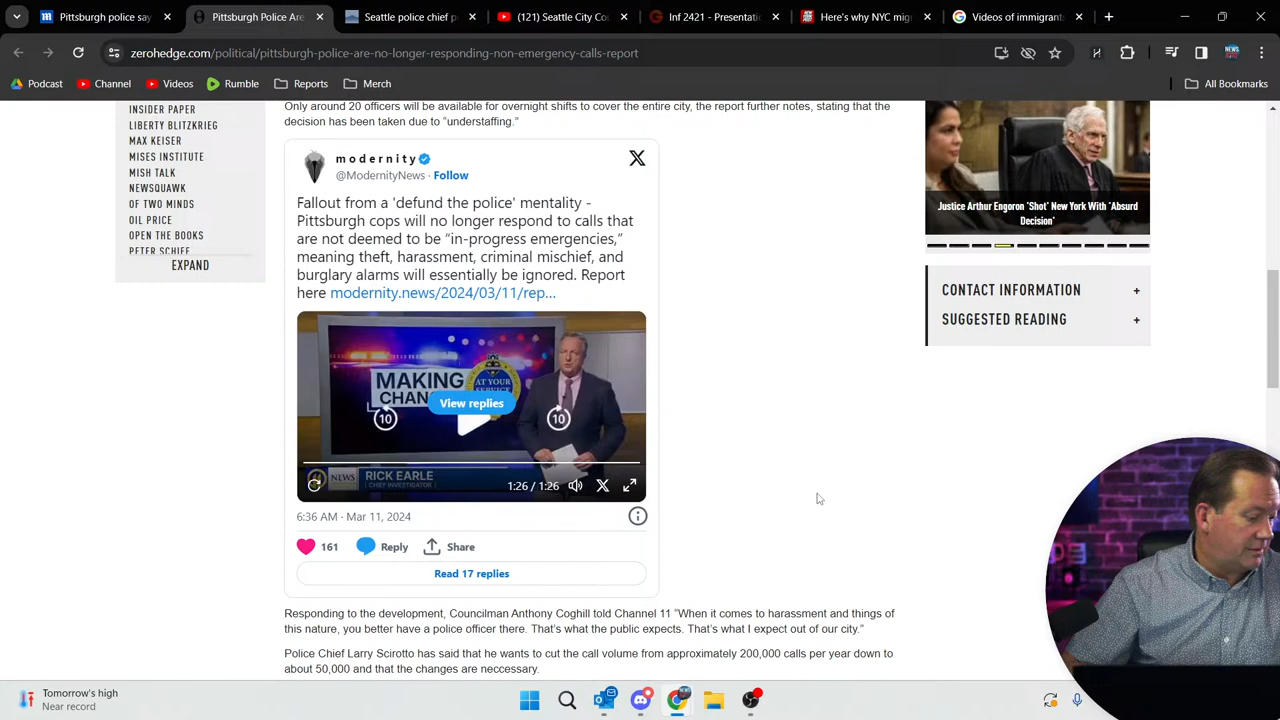 Pittsburgh police say
Pittsburgh Police Are
Seattle police chief p
(121) Seattle City Co
Inf 2421 - Presentatio
Here's why NYC mig
Videos of immigrant
zerohedge.com/political/pittsburgh-police-are-no-longer-responding-non-emergency-calls-report
Podcast
Channel
Videos
Rumble
Reports
Merch
All Bookmarks
INSIDER PAPER
LIBERTY BLITZKRIEG
MAX KEISER
MISES INSTITUTE
MISH TALK
NEWSQUAWK
OF TWO MINDS
OIL PRICE
OPEN THE BOOKS
PETER SCHIFF
EXPAND
Only around 20 officers will be available for overnight shifts to cover the entire city, the report further notes, stating that the
decision has been taken due to “understaffing.”
modernity
@ModernityNews · Follow
Fallout from a 'defund the police' mentality -
Pittsburgh cops will no longer respond to calls that
are not deemed to be “in-progress emergencies,”
meaning theft, harassment, criminal mischief, and
burglary alarms will essentially be ignored. Report
here modernity.news/2024/03/11/rep…
MAKING
CHAN
AT YOUR
SERVICE
View replies
10
10
11 NEWS
RICK EARLE
CHIEF INVESTIGATOR
1:26 / 1:26
6:36 AM · Mar 11, 2024
161
Reply
Share
Read 17 replies
Responding to the development, Councilman Anthony Coghill told Channel 11 “When it comes to harassment and things of
this nature, you better have a police officer there. That’s what the public expects. That’s what I expect out of our city.”
Police Chief Larry Scirotto has said that he wants to cut the call volume from approximately 200,000 calls per year down to
about 50,000 and that the changes are neccessary.
Justice Arthur Engoron 'Shot' New York With 'Absurd
Decision'
CONTACT INFORMATION +
SUGGESTED READING +
Tomorrow's high
Near record